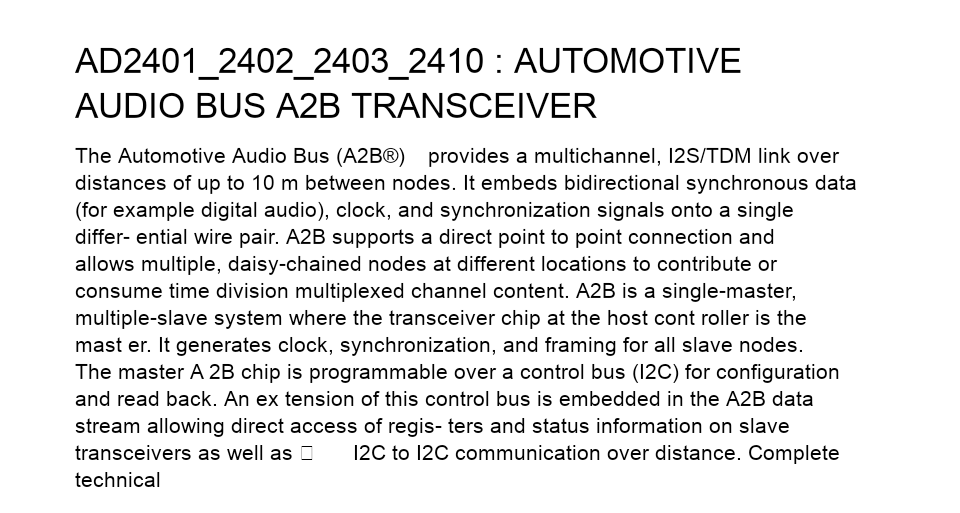 AD2401_2402_2403_2410 : AUTOMOTIVE
AUDIO BUS A2B TRANSCEIVER
The Automotive Audio Bus (A2B®) provides a multichannel, I2S/TDM link over
distances of up to 10 m between nodes. It embeds bidirectional synchronous data
(for example digital audio), clock, and synchronization signals onto a single
differ- ential wire pair. A2B supports a direct point to point connection and
allows multiple, daisy-chained nodes at different locations to contribute or
consume time division multiplexed channel content. A2B is a single-master,
multiple-slave system where the transceiver chip at the host cont roller is the
mast er. It generates clock, synchronization, and framing for all slave nodes.
The master A 2B chip is programmable over a control bus (I2C) for configuration
and read back. An ex tension of this control bus is embedded in the A2B data
stream allowing direct access of regis- ters and status information on slave
transceivers as well as  I2C to I2C communication over distance. Complete
technical